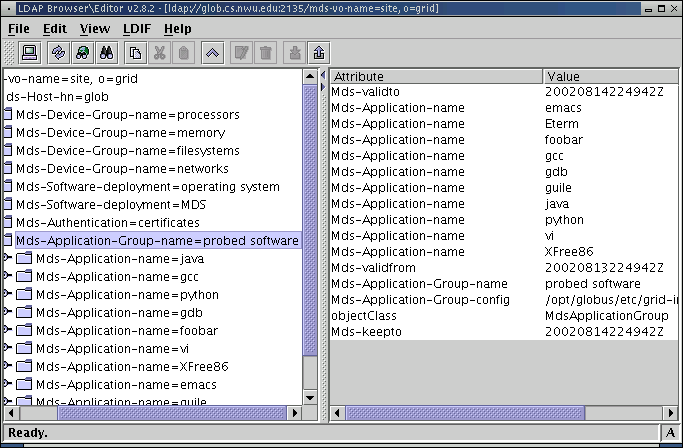 LDAP Browser\Editor v2.8.2 - [ldap://glob.cs.nwu.edu:2135/mds-vo-name=site, o=grid]
File Edit View LDIF Help
-vo-name=site, o=grid
ds-Host-hn=glob
Mds-Device-Group-name=processors
Mds-Device-Group-name=memory
Mds-Device-Group-name=filesystems
Mds-Device-Group-name=networks
Mds-Software-deployment=operating system
Mds-Software-deployment=MDS
Mds-Authentication=certificates
Mds-Application-Group-name=probed software
Mds-Application-name=java
Mds-Application-name=gcc
Mds-Application-name=python
Mds-Application-name=gdb
Mds-Application-name=foobar
Mds-Application-name=vi
Mds-Application-name=XFree86
Mds-Application-name=emacs
Mds-Application-name=guile
Attribute Value
Mds-validto 20020814224942Z
Mds-Application-name emacs
Mds-Application-name Eterm
Mds-Application-name foobar
Mds-Application-name gcc
Mds-Application-name gdb
Mds-Application-name guile
Mds-Application-name java
Mds-Application-name python
Mds-Application-name vi
Mds-Application-name XFree86
Mds-validfrom 20020813224942Z
Mds-Application-Group-name probed software
Mds-Application-Group-config /opt/globus/etc/grid-i
objectClass MdsApplicationGroup
Mds-keepto 20020814224942Z
Ready. A